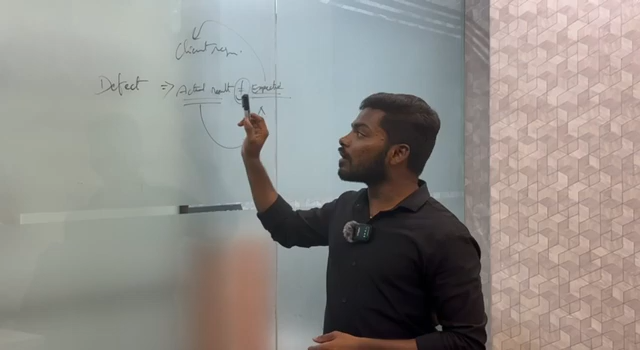 Client req.
Defect => Actual result ≠ Expected